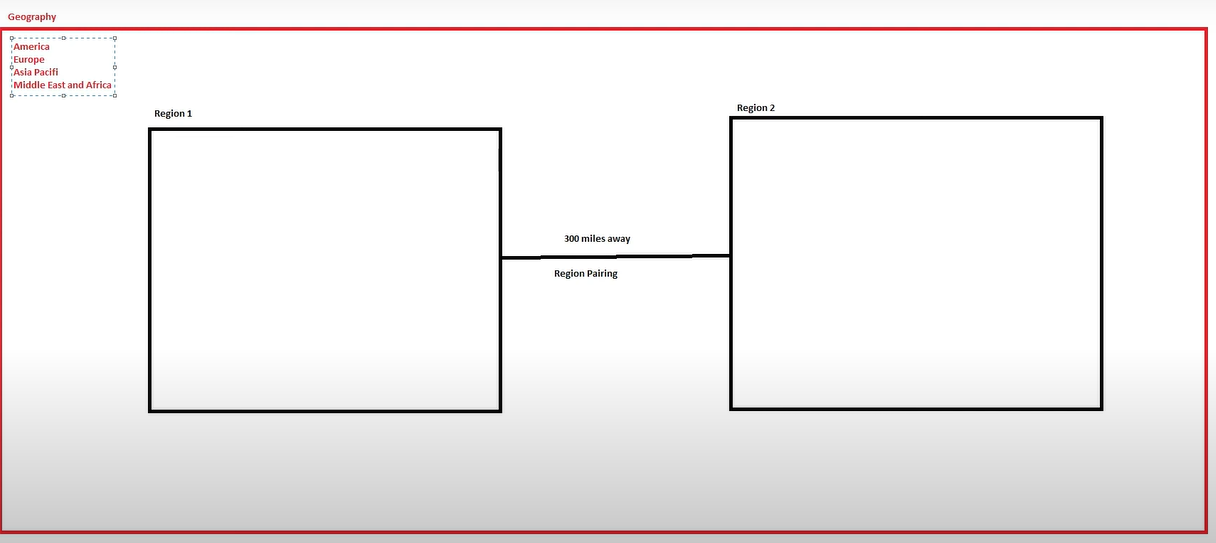 Geography
America
Europe
Asia Pacifi
Middle East and Africa
Region 1
Region 2
300 miles away
Region Pairing